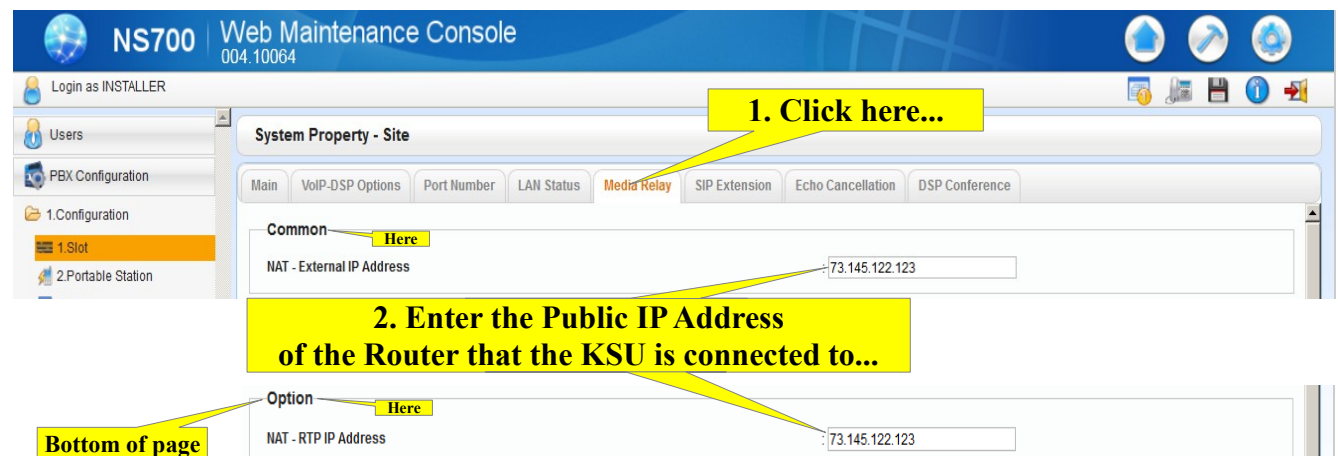 NS700
Web Maintenance Console
004.10064
Login as INSTALLER
1. Click here...
Users
System Property - Site
PBX Configuration
Main VoIP-DSP Options Port Number LAN Status Media Relay SIP Extension Echo Cancellation DSP Conference
1.Configuration
Common
Here
1.Slot
NAT - External IP Address : 73.145.122.123
2.Portable Station
2. Enter the Public IP Address
of the Router that the KSU is connected to...
Option
Here
Bottom of page
NAT - RTP IP Address : 73.145.122.123